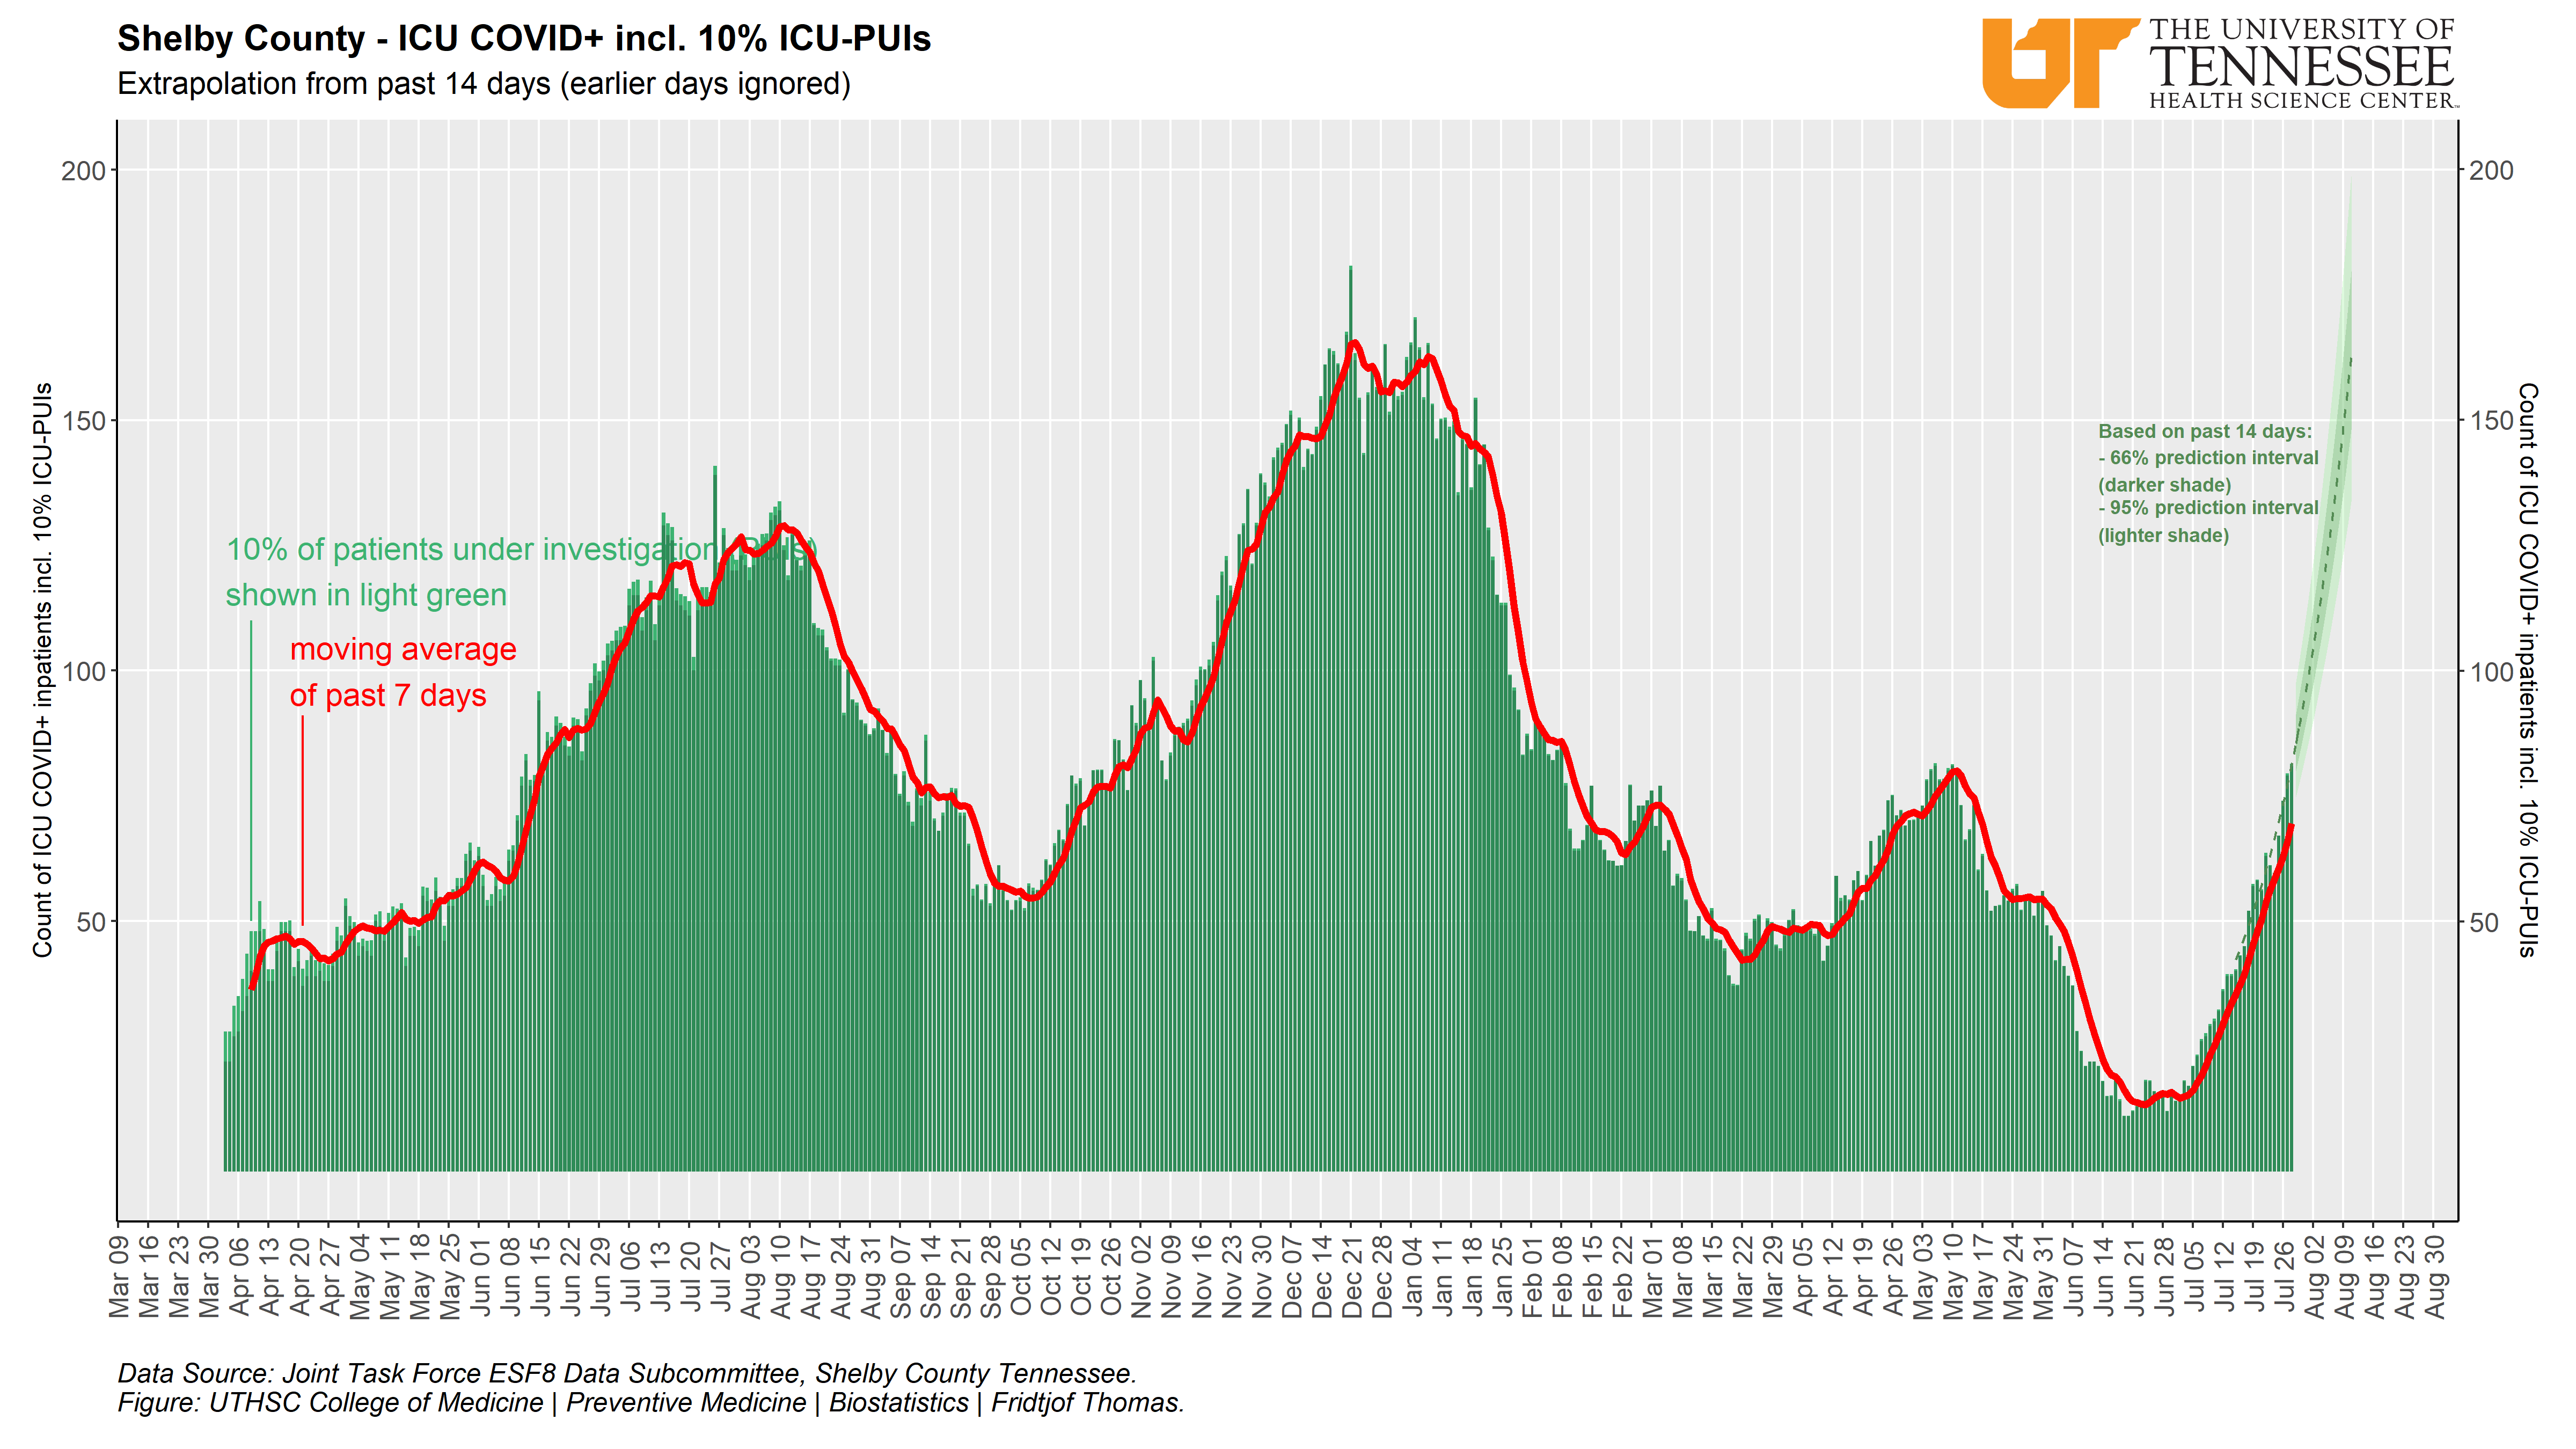 Shelby County - ICU COVID+ incl. 10% ICU-PUIs
Extrapolation from past 14 days (earlier days ignored)
UT
THE UNIVERSITY OF
TENNESSEE
HEALTH SCIENCE CENTER
Count of ICU COVID+ inpatients incl. 10% ICU-PUIs
200
150
100
50
10% of patients under investigation (PUIs)
shown in light green
moving average
of past 7 days
Based on past 14 days:
- 66% prediction interval
(darker shade)
- 95% prediction interval
(lighter shade)
200
150
100
50
Count of ICU COVID+ inpatients incl. 10% ICU-PUIs
Mar 09
Mar 16
Mar 23
Mar 30
Apr 06
Apr 13
Apr 20
Apr 27
May 04
May 11
May 18
May 25
Jun 01
Jun 08
Jun 15
Jun 22
Jun 29
Jul 06
Jul 13
Jul 20
Jul 27
Aug 03
Aug 10
Aug 17
Aug 24
Aug 31
Sep 07
Sep 14
Sep 21
Sep 28
Oct 05
Oct 12
Oct 19
Oct 26
Nov 02
Nov 09
Nov 16
Nov 23
Nov 30
Dec 07
Dec 14
Dec 21
Dec 28
Jan 04
Jan 11
Jan 18
Jan 25
Feb 01
Feb 08
Feb 15
Feb 22
Mar 01
Mar 08
Mar 15
Mar 22
Mar 29
Apr 05
Apr 12
Apr 19
Apr 26
May 03
May 10
May 17
May 24
May 31
Jun 07
Jun 14
Jun 21
Jun 28
Jul 05
Jul 12
Jul 19
Jul 26
Aug 02
Aug 09
Aug 16
Aug 23
Aug 30
Data Source: Joint Task Force ESF8 Data Subcommittee, Shelby County Tennessee.
Figure: UTHSC College of Medicine | Preventive Medicine | Biostatistics | Fridtjof Thomas.